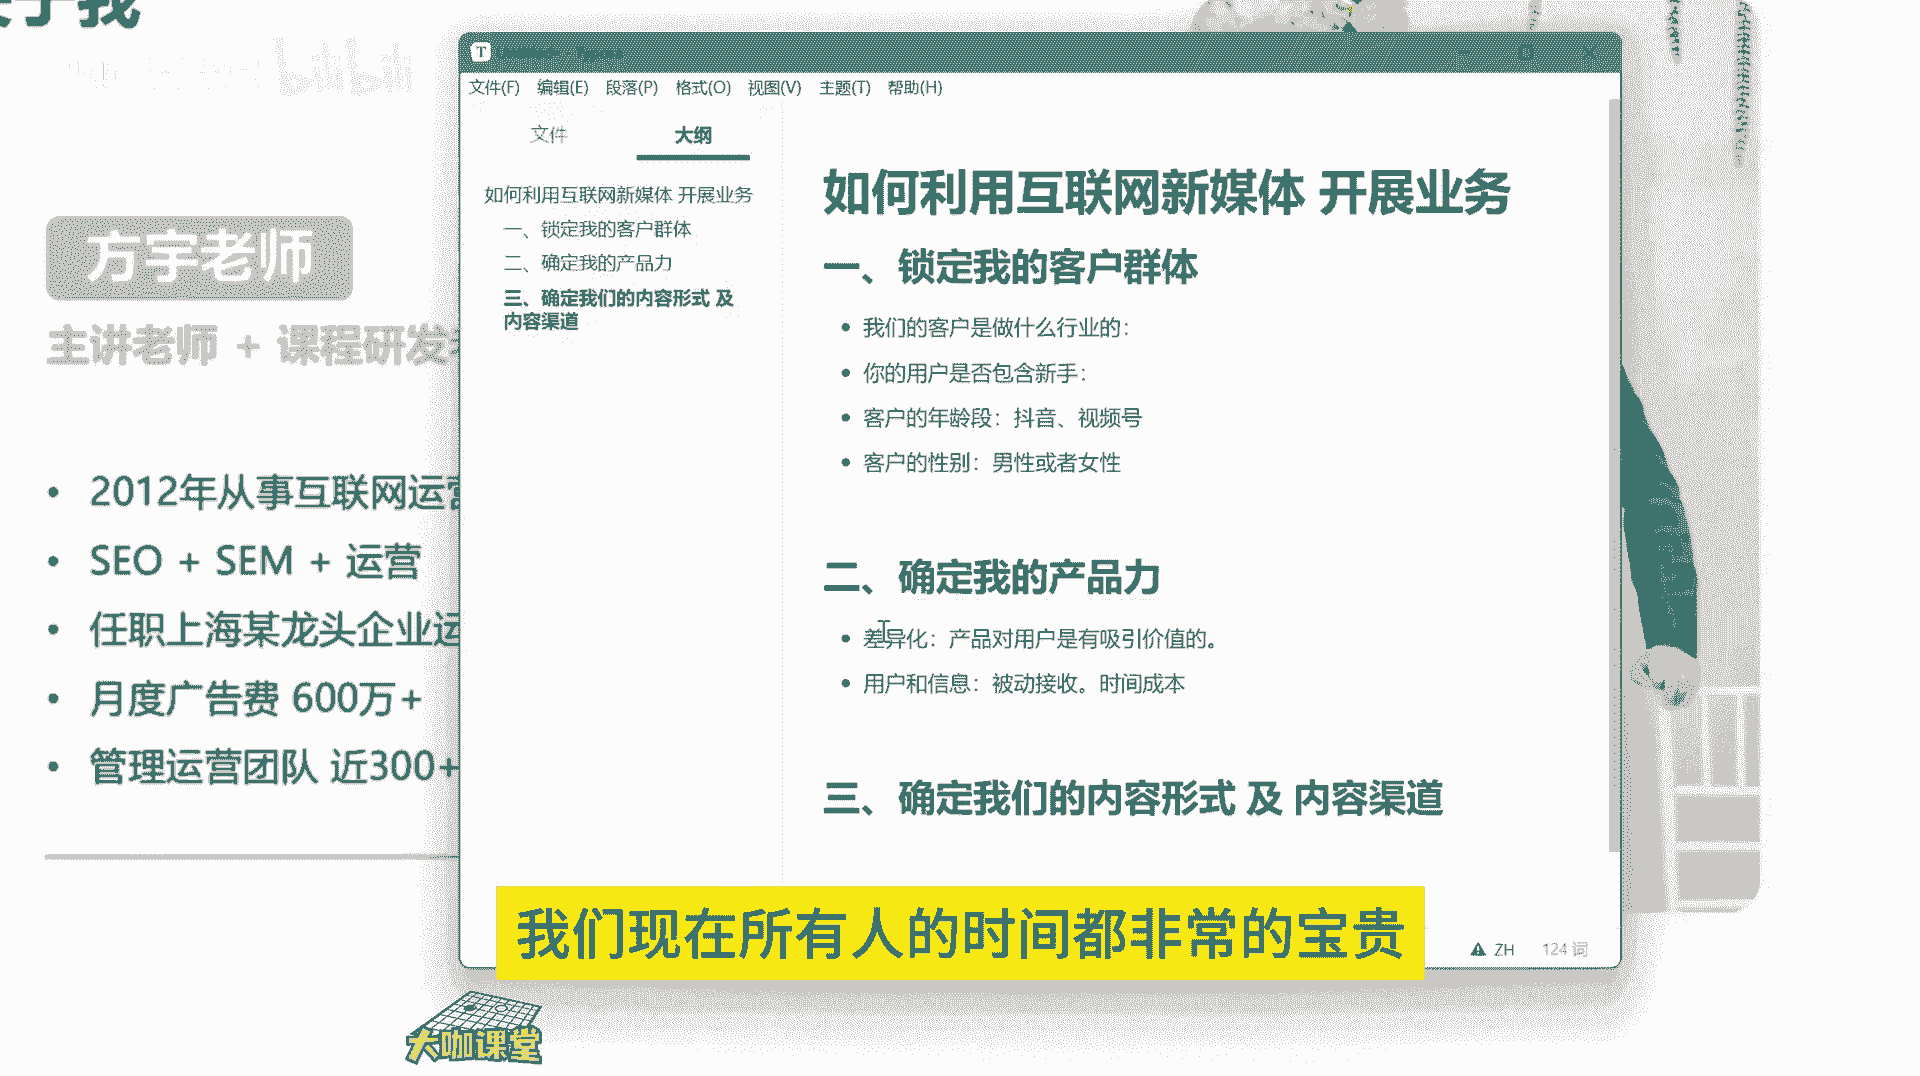 bilibili
方宇老师
主讲老师 + 课程研发
• 2012年从事互联网运营
• SEO + SEM + 运营
• 任职上海某龙头企业运
• 月度广告费 600万+
• 管理运营团队 近300+
T
文件(F) 编辑(E) 段落(P) 格式(O) 视图(V) 主题(T) 帮助(H)
文件 大纲
如何利用互联网新媒体 开展业务
一、锁定我的客户群体
二、确定我的产品力
三、确定我们的内容形式 及
内容渠道
如何利用互联网新媒体 开展业务
一、锁定我的客户群体
• 我们的客户是做什么行业的：
• 你的用户是否包含新手：
• 客户的年龄段：抖音、视频号
• 客户的性别：男性或者女性
二、确定我的产品力
• 差异化：产品对用户是有吸引价值的。
• 用户和信息：被动接收。时间成本
三、确定我们的内容形式 及 内容渠道
ZH 124 词
我们现在所有人的时间都非常的宝贵
大咖课堂